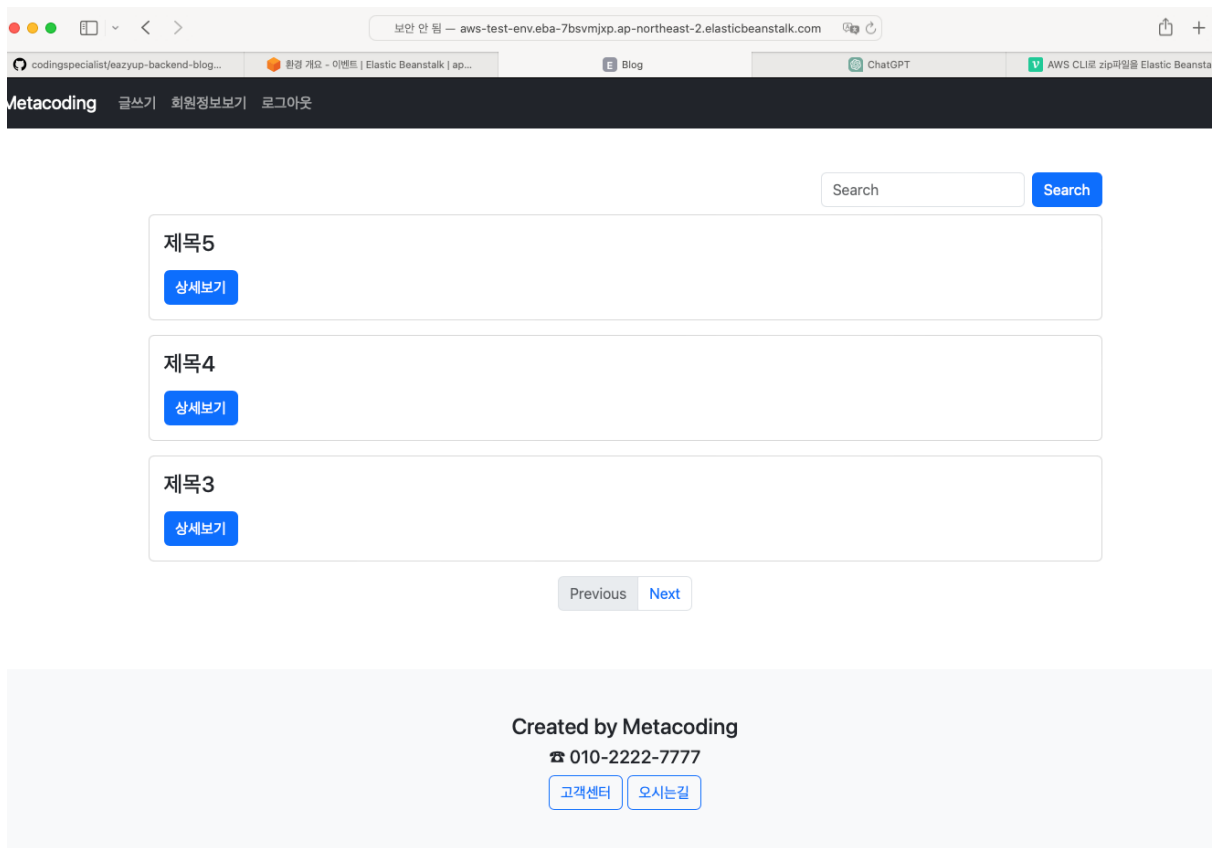 보안 안 됨 — aws-test-env.eba-7bsvmjxp.ap-northeast-2.elasticbeanstalk.com
codingspecialist/eazyup-backend-blog...
환경 개요 - 이벤트 | Elastic Beanstalk | ap...
E Blog
ChatGPT
AWS CLI로 zip파일을 Elastic Beansta
Metacoding 글쓰기 회원정보보기 로그아웃
Search Search
제목5
상세보기
제목4
상세보기
제목3
상세보기
Previous Next
Created by Metacoding
☎ 010-2222-7777
고객센터 오시는길